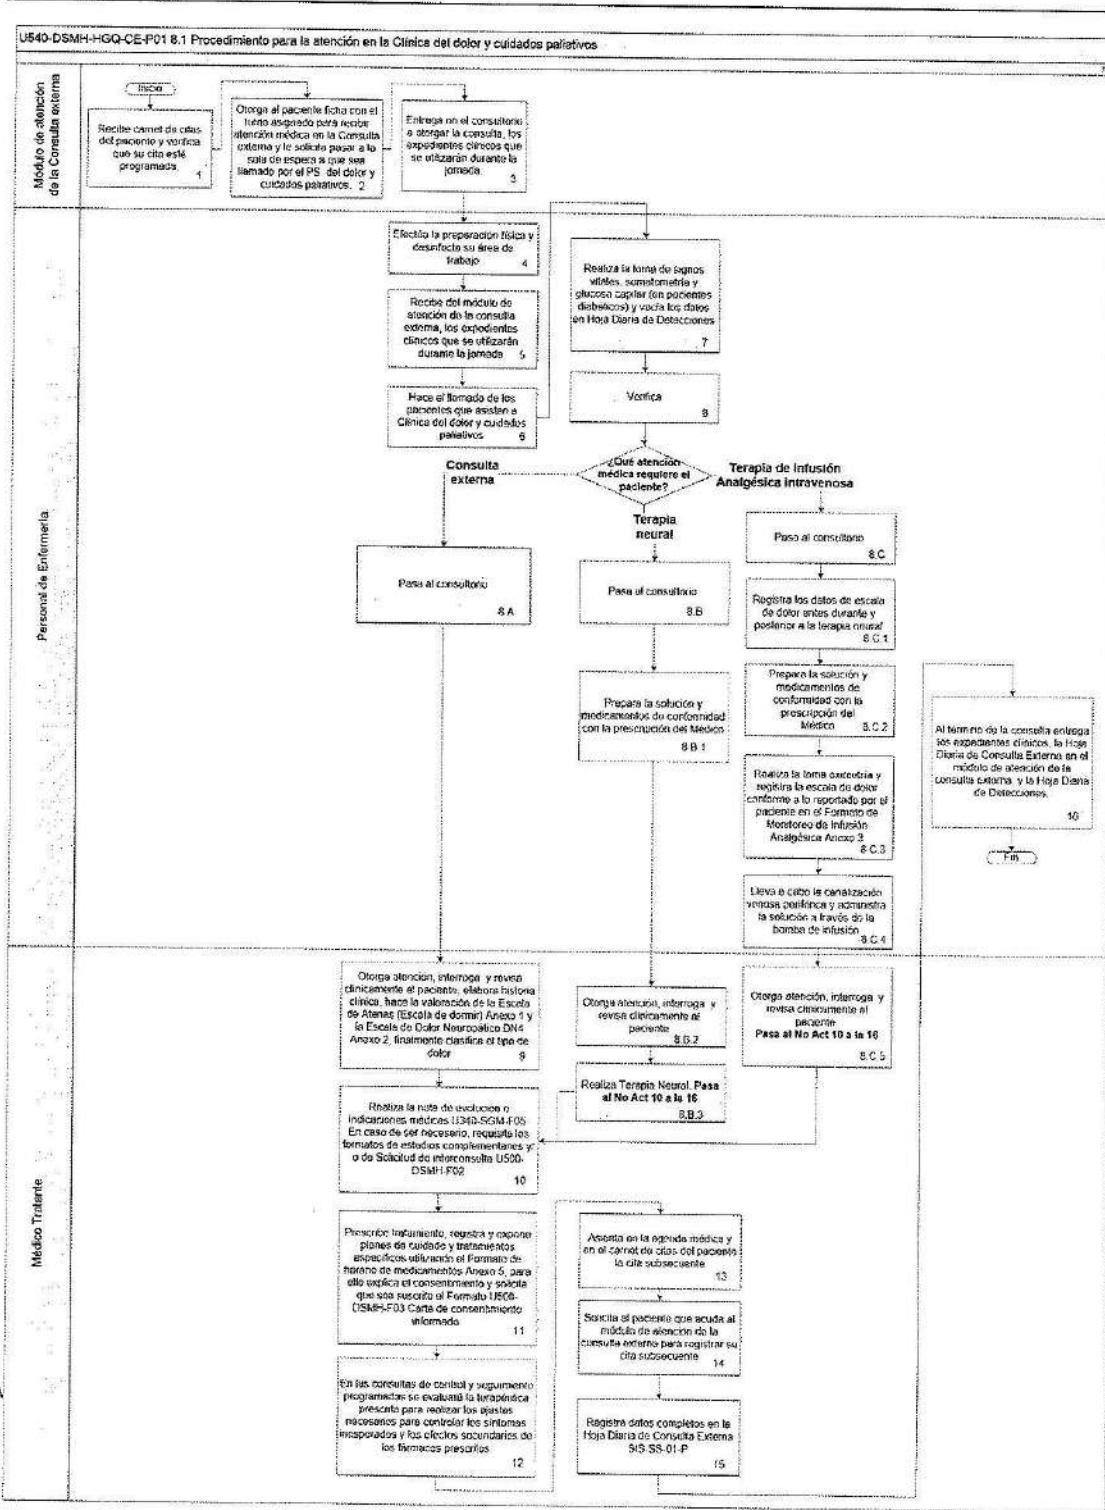 U540-DSMH-HGQ-CE-P01 8.1 Procedimiento para la atención en la Clínica del dolor y cuidados paliativos
Módulo de atención
de la Consulta externa
Inicio
Recibe carnet de citas
del paciente y verifica
que su cita esté
programada.
1
Otorga al paciente ficha con el
turno asignado para recibir
atención médica en la Consulta
externa y le solicita pasar a la
sala de espera a que sea
llamado por el PS del dolor y
cuidados paliativos. 2
Entrega en el consultorio
a otorgar la consulta, los
expedientes clínicos que
se utilizarán durante la
jornada.
3
Personal de Enfermería
Efectúa la preparación física y
desinfecta su área de
trabajo
4
Recibe del módulo de
atención de la consulta
externa, los expedientes
clínicos que se utilizarán
durante la jornada 5
Hace el llamado de los
pacientes que asisten a
Clínica del dolor y cuidados
paliativos 6
Realiza la toma de signos
vitales, somatometría y
glucosa capilar (en pacientes
diabéticos) y vacía los datos
en Hoja Diaria de Detecciones
7
Verifica
8
¿Qué atención
médica requiere el
paciente?
Consulta
externa
Terapia
neural
Terapia de Infusión
Analgésica intravenosa
Pasa al consultorio
8.A
Pasa al consultorio
8.B
Prepara la solución y
medicamentos de conformidad
con la prescripción del Médico
8.B.1
Pasa al consultorio
8.C
Registra los datos de escala
de dolor antes durante y
posterior a la terapia neural
8.C.1
Prepara la solución y
medicamentos de
conformidad con la
prescripción del
Médico 8.C.2
Realiza la toma y
registra la escala de dolor
conforme a lo reportado por el
paciente en el Formato de
Monitoreo de Infusión
Analgésica Anexo 3
8.C.3
Lleva a cabo la canalización
venosa periférica y administra
la solución a través de la
bomba de infusión
8.C.4
Al término de la consulta entrega
los expedientes clínicos, la Hoja
Diaria de Consulta Externa en el
módulo de atención de la
consulta externa y la Hoja Diaria
de Detecciones.
16
Fin
Médico Tratante
Otorga atención, interroga y revisa
clínicamente al paciente, elabora historia
clínica, hace la valoración de la Escala
de Atenas (Escala de dormir) Anexo 1 y
la Escala de Dolor Neuropático DN4
Anexo 2, finalmente clasifica el tipo de
dolor
9
Otorga atención, interroga y
revisa clínicamente al
paciente
8.B.2
Realiza Terapia Neural. Pasa
al No Act 10 a la 16
8.B.3
Otorga atención, interroga y
revisa clínicamente al
paciente
Pasa al No Act 10 a la 16
8.C.5
Realiza la nota de evolución o
indicaciones médicas U340-SGM-F05
En caso de ser necesario, requisita los
formatos de estudios complementarios y/
o de Solicitud de interconsulta U500-
DSMH-F02
10
Prescribe tratamiento, registra y expone
planes de cuidado y tratamientos
específicos utilizando el Formato de
horario de medicamentos Anexo 5, para
ello explica el consentimiento y solicita
que sea suscrito el Formato U500-
DSMH-F03 Carta de consentimiento
informado
11
En las consultas de control y seguimiento
programadas se evaluará la terapéutica
prescrita para realizar los ajustes
necesarios para controlar los síntomas
inesperados y los efectos secundarios de
los fármacos prescritos
12
Asienta en la agenda médica y
en el carnet de citas del paciente
la cita subsecuente
13
Solicita al paciente que acuda al
módulo de atención de la
consulta externa para registrar su
cita subsecuente
14
Registra datos completos en la
Hoja Diaria de Consulta Externa
SIS-SS-01-P
15